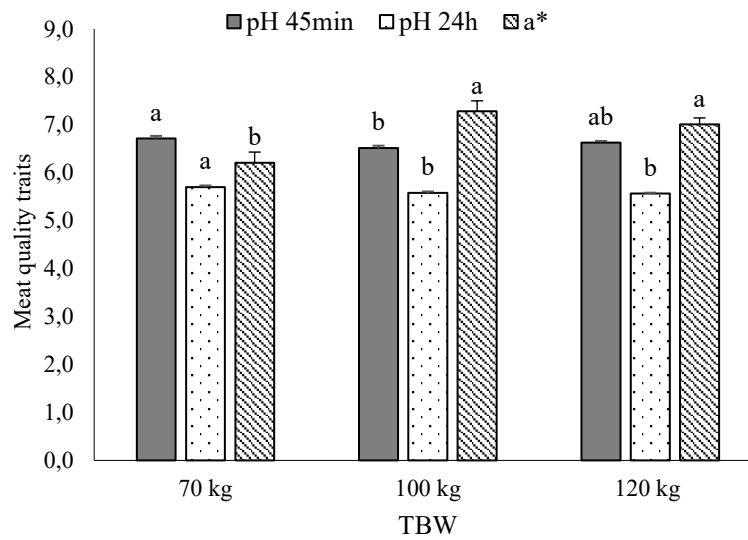 pH 45min pH 24h a*
9,0
8,0
7,0
6,0
5,0
4,0
3,0
2,0
1,0
0,0
Meat quality traits
a a b
b b a
ab b a
70 kg 100 kg 120 kg
TBW